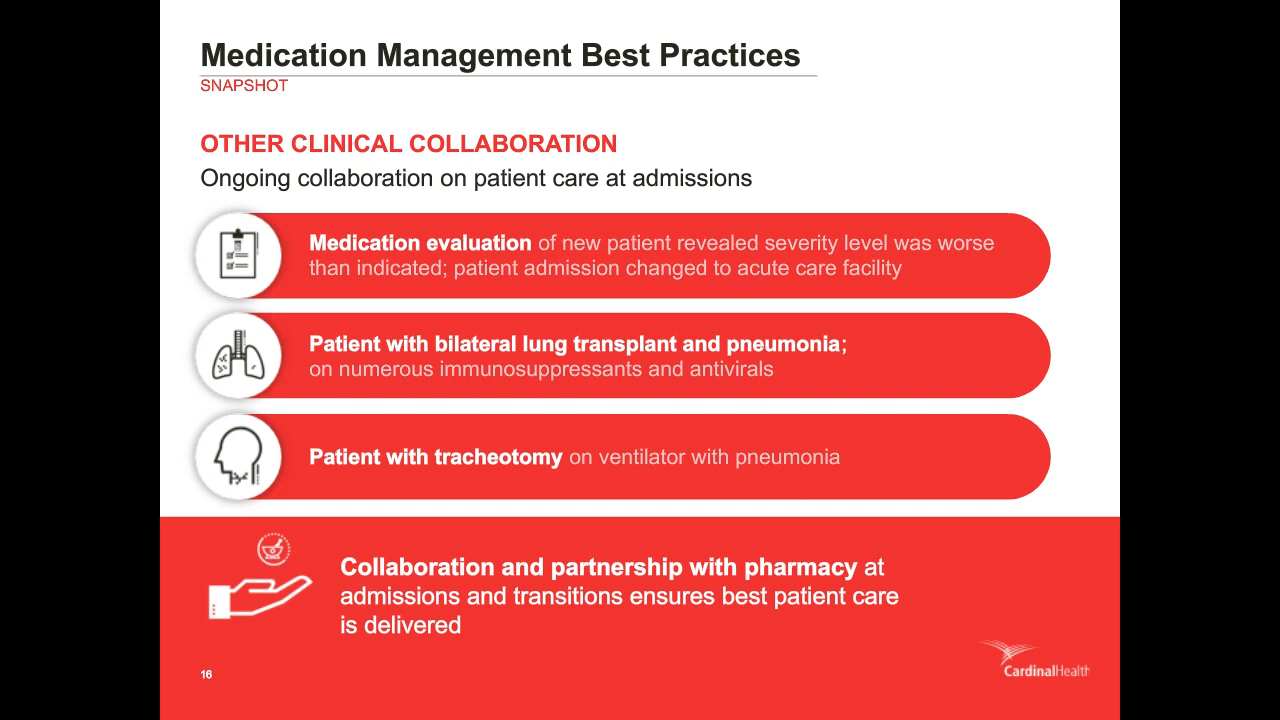 Medication Management Best Practices
SNAPSHOT
OTHER CLINICAL COLLABORATION
Ongoing collaboration on patient care at admissions
Medication evaluation of new patient revealed severity level was worse
than indicated; patient admission changed to acute care facility
Patient with bilateral lung transplant and pneumonia;
on numerous immunosuppressants and antivirals
Patient with tracheotomy on ventilator with pneumonia
Collaboration and partnership with pharmacy at
admissions and transitions ensures best patient care
is delivered
16
CardinalHealth